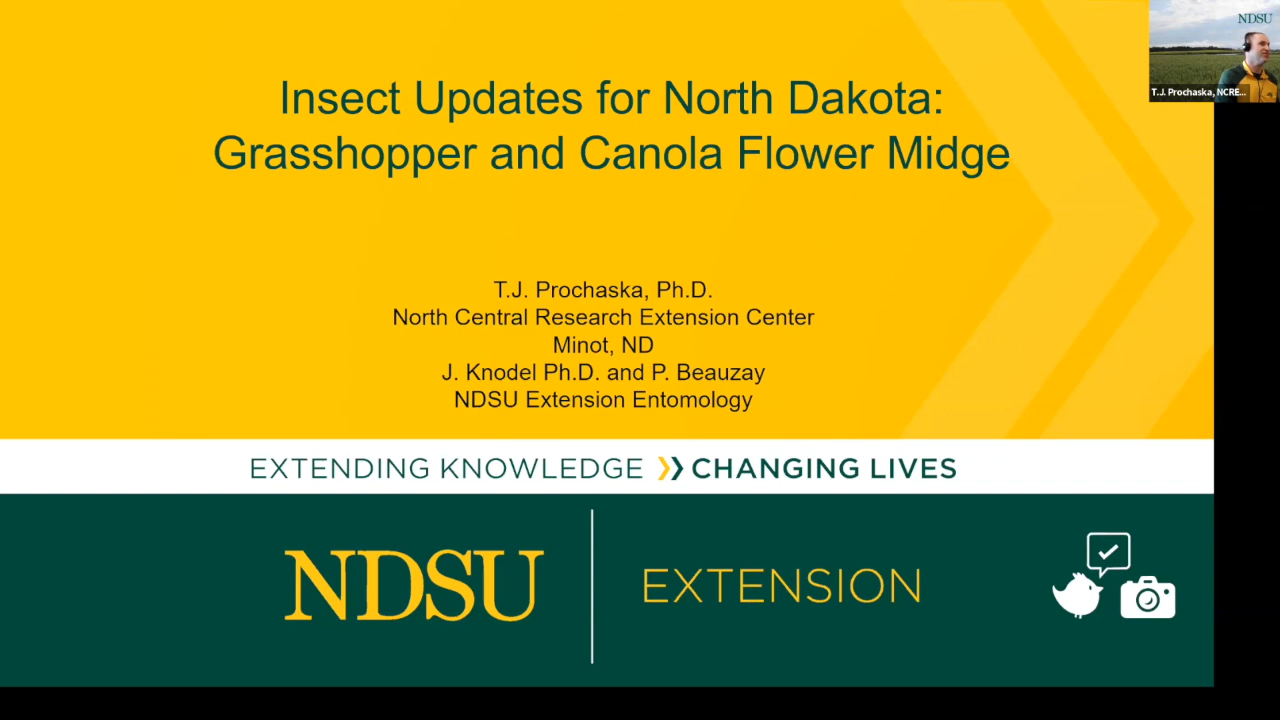 Insect Updates for North Dakota:
Grasshopper and Canola Flower Midge
T.J. Prochaska, Ph.D.
North Central Research Extension Center
Minot, ND
J. Knodel Ph.D. and P. Beauzay
NDSU Extension Entomology
EXTENDING KNOWLEDGE CHANGING LIVES
NDSU
EXTENSION
NDSU
T.J. Prochaska, NCRE...